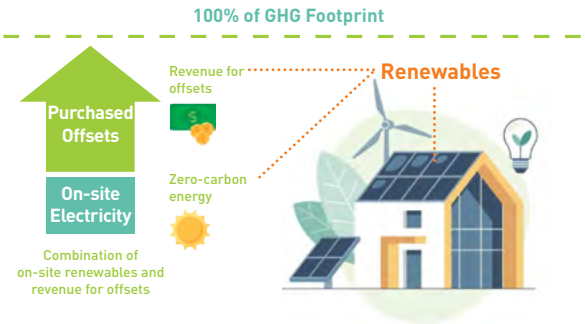 100% of GHG Footprint
Purchased
Offsets
On-site
Electricity
Combination of
on-site renewables and
revenue for offsets
Revenue for
offsets
$
Zero-carbon
energy
Renewables